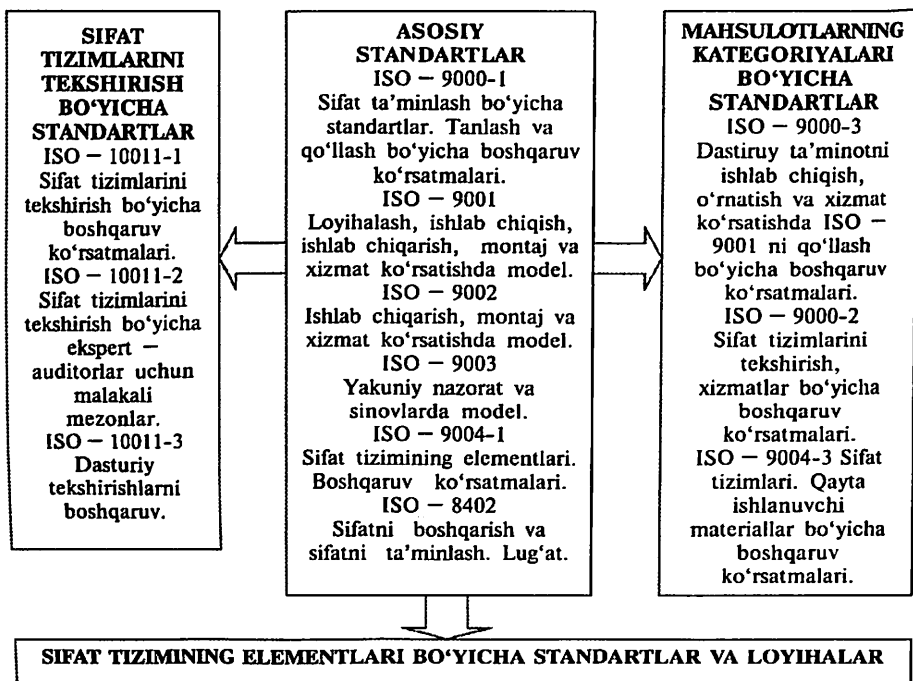 SIFAT
TIZIMLARINI
TEKSHIRISH
BO‘YICHA
STANDARTLAR
ISO – 10011-1
Sifat tizimlarini
tekshirish bo‘yicha
boshqaruv
ko‘rsatmalari.
ISO – 10011-2
Sifat tizimlarini
tekshirish bo‘yicha
ekspert –
auditorlar uchun
malakali
mezonlar.
ISO – 10011-3
Dasturiy
tekshirishlarni
boshqaruv.
ASOSIY
STANDARTLAR
ISO – 9000-1
Sifat ta’minlash bo‘yicha
standartlar. Tanlash va
qo‘llash bo‘yicha boshqaruv
ko‘rsatmalari.
ISO – 9001
Loyihalash, ishlab chiqish,
ishlab chiqarish, montaj va
xizmat ko‘rsatishda model.
ISO – 9002
Ishlab chiqarish, montaj va
xizmat ko‘rsatishda model.
ISO – 9003
Yakuniy nazorat va
sinovlarda model.
ISO – 9004-1
Sifat tizimining elementlari.
Boshqaruv ko‘rsatmalari.
ISO – 8402
Sifatni boshqarish va
sifatni ta’minlash. Lug‘at.
MAHSULOTLARNING
KATEGORIYALARI
BO‘YICHA
STANDARTLAR
ISO – 9000-3
Dastiruy ta’minotni
ishlab chiqish,
o‘rnatish va xizmat
ko‘rsatishda ISO –
9001 ni qo‘llash
bo‘yicha boshqaruv
ko‘rsatmalari.
ISO – 9000-2
Sifat tizimlarini
tekshirish,
xizmatlar bo‘yicha
boshqaruv
ko‘rsatmalari.
ISO – 9004-3 Sifat
tizimlari. Qayta
ishlanuvchi
materiallar bo‘yicha
boshqaruv
ko‘rsatmalari.
SIFAT TIZIMINING ELEMENTLARI BO‘YICHA STANDARTLAR VA LOYIHALAR